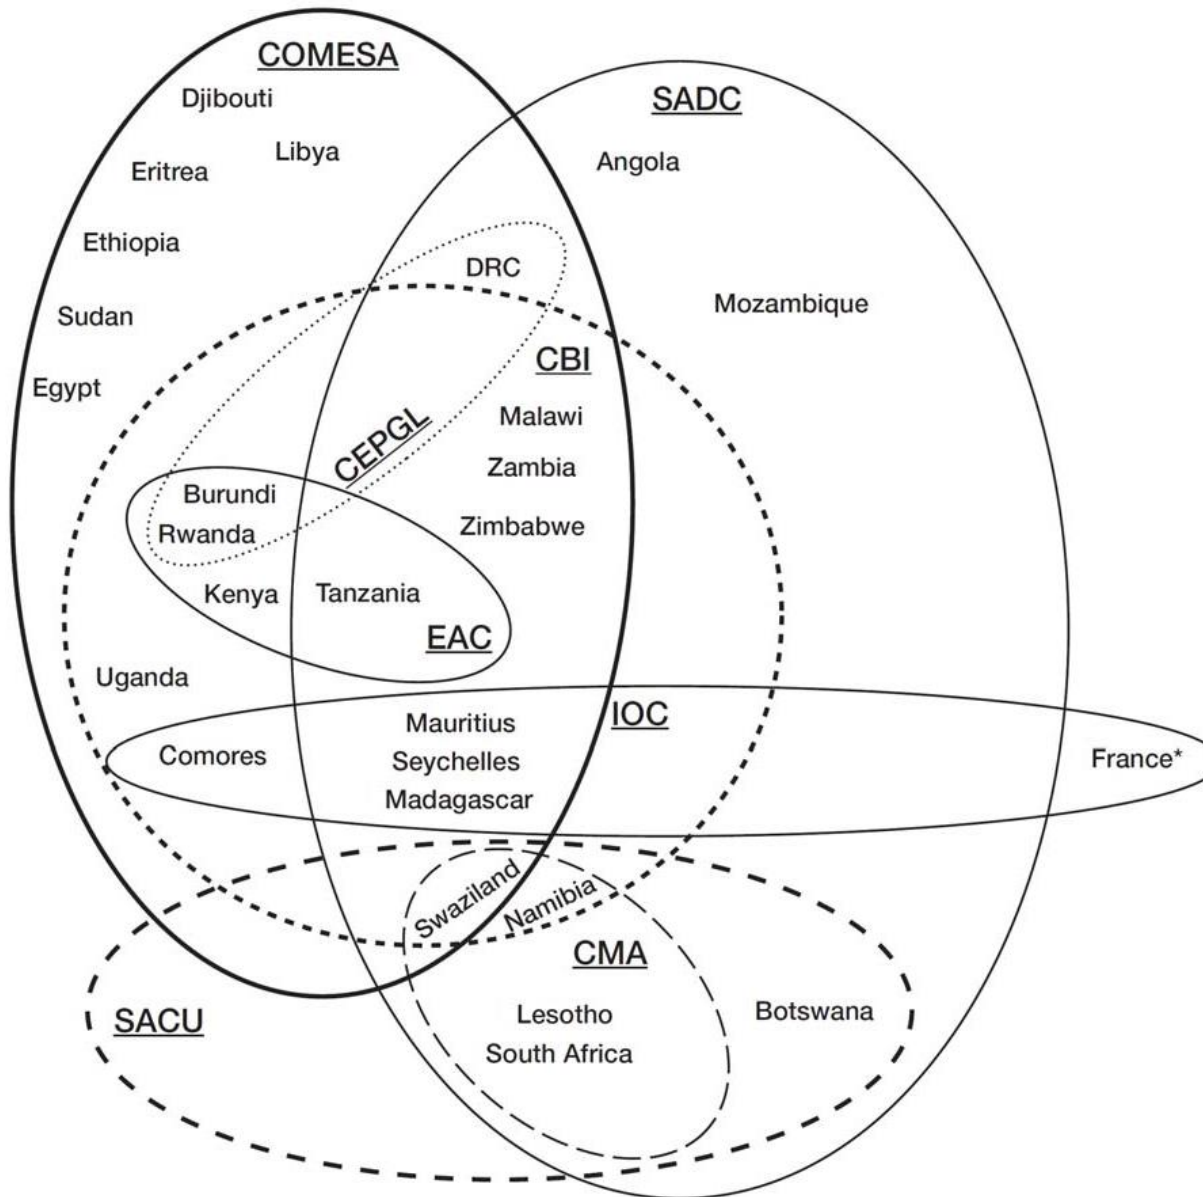 COMESA
SADC
Djibouti
Libya
Angola
Eritrea
Ethiopia
DRC
Sudan
Mozambique
CBI
Egypt
Malawi
CEPGL
Zambia
Burundi
Zimbabwe
Rwanda
Kenya
Tanzania
EAC
Uganda
IOC
Mauritius
Comores
Seychelles
France*
Madagascar
Swaziland
Namibia
CMA
SACU
Lesotho
Botswana
South Africa